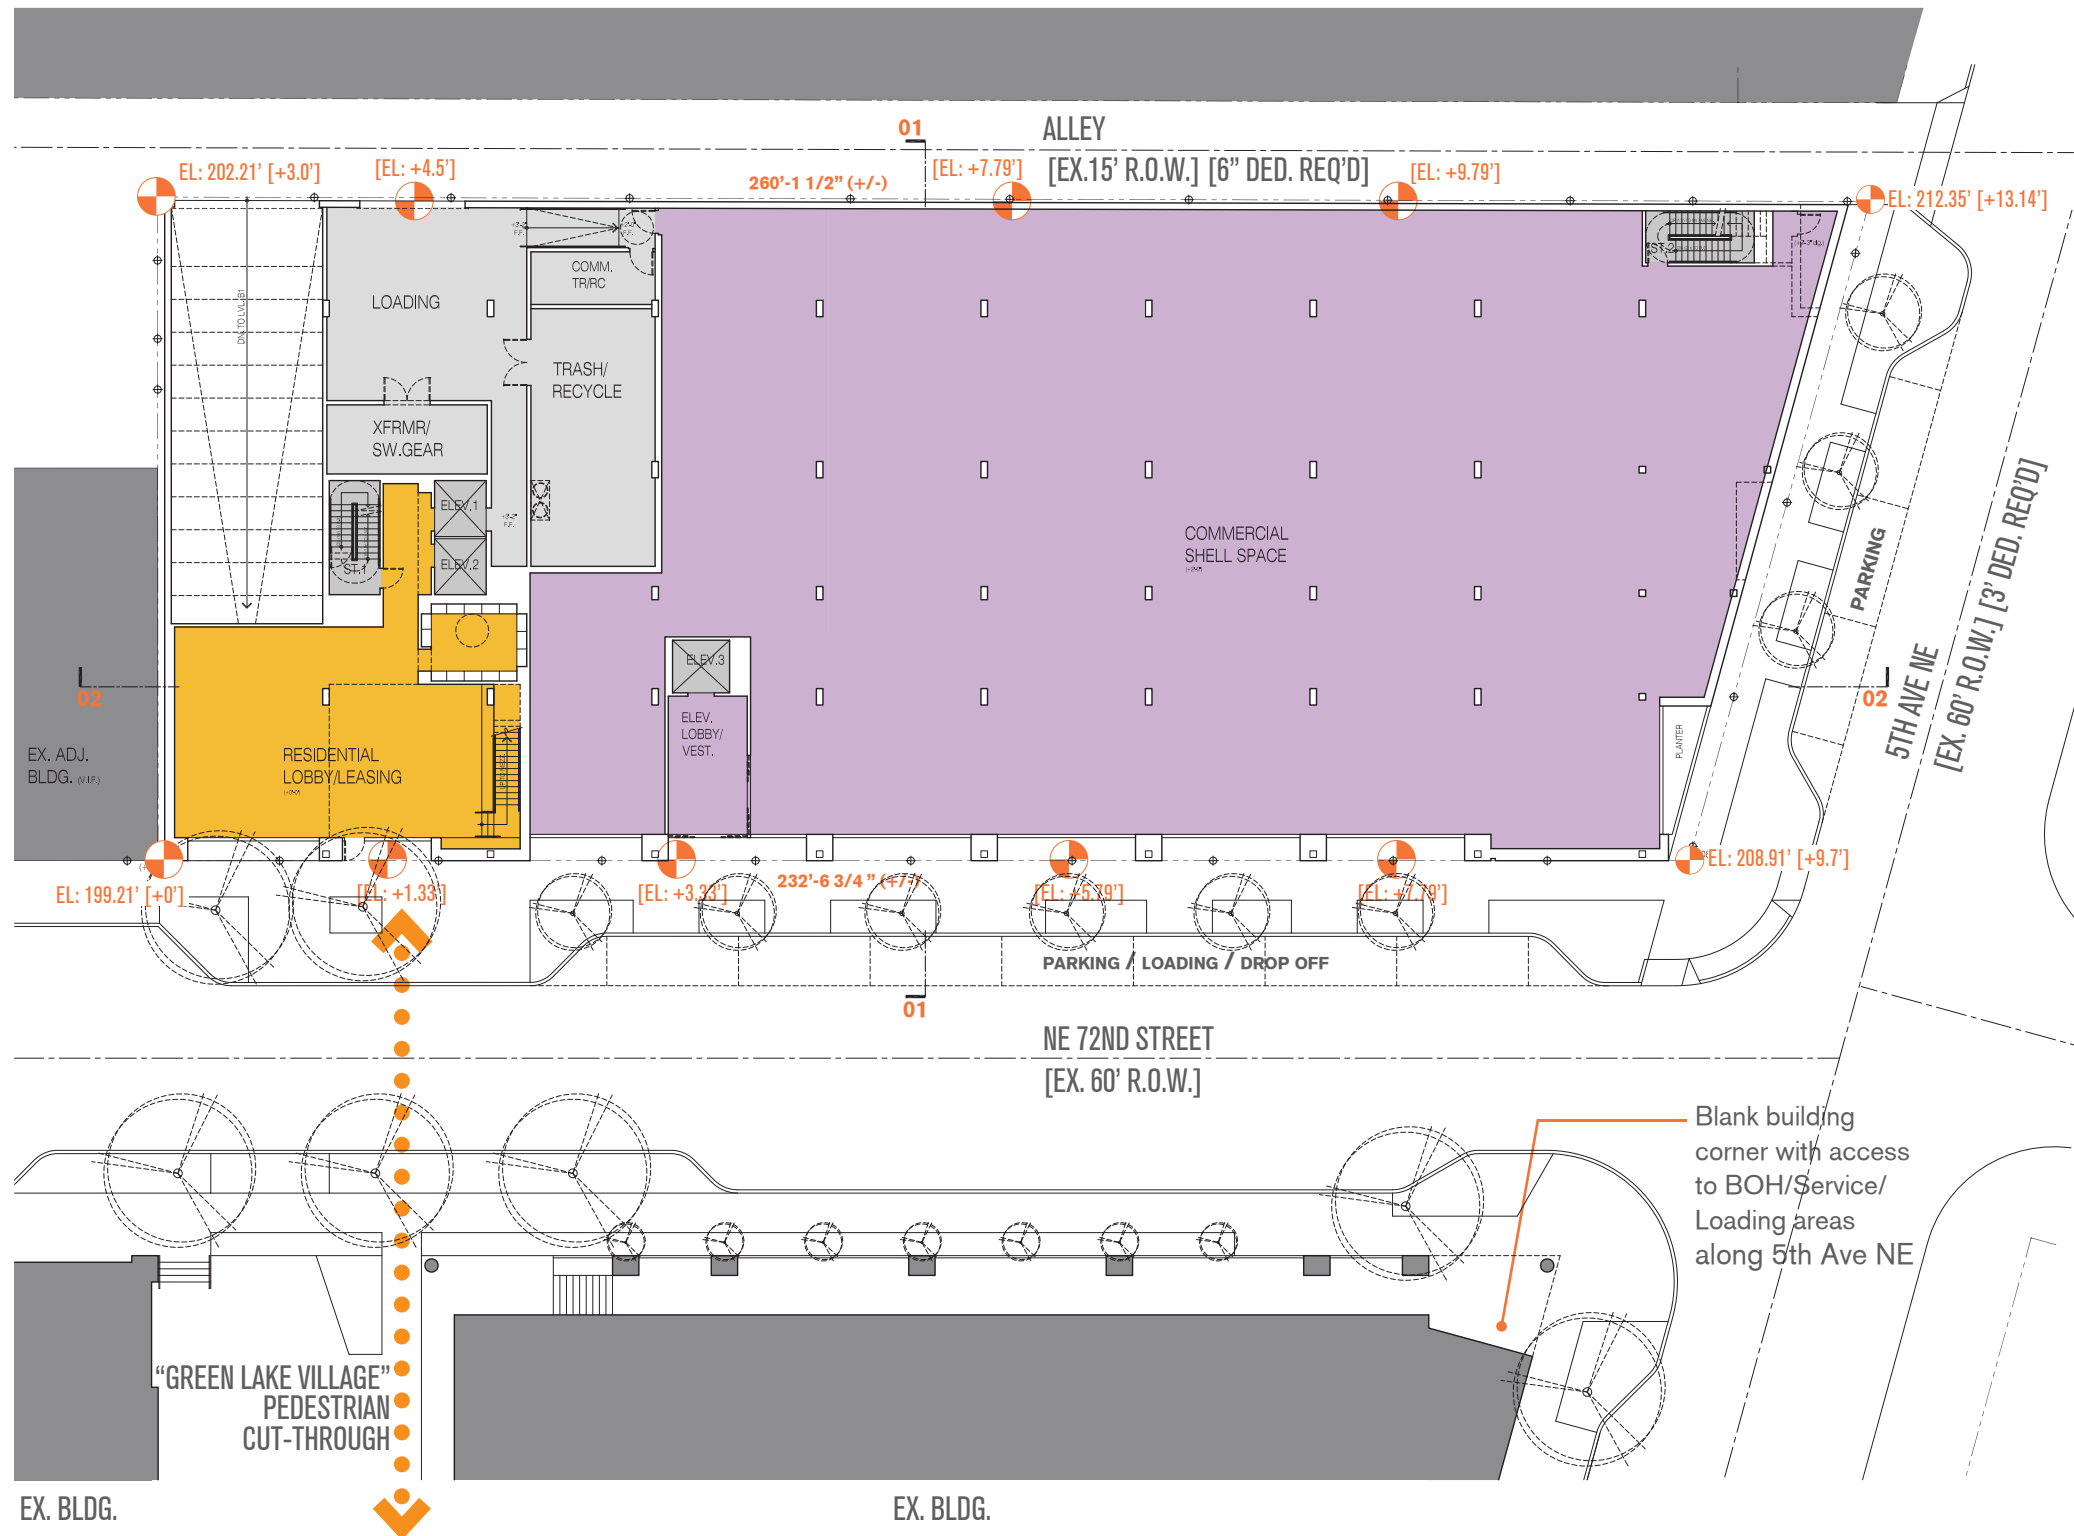 01
ALLEY
[EX.15' R.O.W.] [6" DED. REQ'D]
EL: 202.21' [+3.0']
[EL: +4.5']
260'-1 1/2" (+/-)
[EL: +7.79']
[EL: +9.79']
EL: 212.35' [+13.14']
ST.2
COMM.
TR/RC
LOADING
DN. TO LVL. B1
TRASH/
RECYCLE
XFRMR/
SW.GEAR
ELEV.1
ELEV.2
ST.1
COMMERCIAL
SHELL SPACE
PARKING
5TH AVE NE
[EX. 60' R.O.W.] [3' DED. REQ'D]
02
02
ELEV.3
ELEV.
LOBBY/
VEST.
PLANTER
EX. ADJ.
BLDG. (V.I.F.)
RESIDENTIAL
LOBBY/LEASING
EL: 199.21' [+0']
[EL: +1.33']
[EL: +3.33']
232'-6 3/4 " (+/-)
[EL: +5.79']
[EL: +7.79']
EL: 208.91' [+9.7']
PARKING / LOADING / DROP OFF
01
NE 72ND STREET
[EX. 60' R.O.W.]
Blank building
corner with access
to BOH/Service/
Loading areas
along 5th Ave NE
"GREEN LAKE VILLAGE"
PEDESTRIAN
CUT-THROUGH
EX. BLDG.
EX. BLDG.